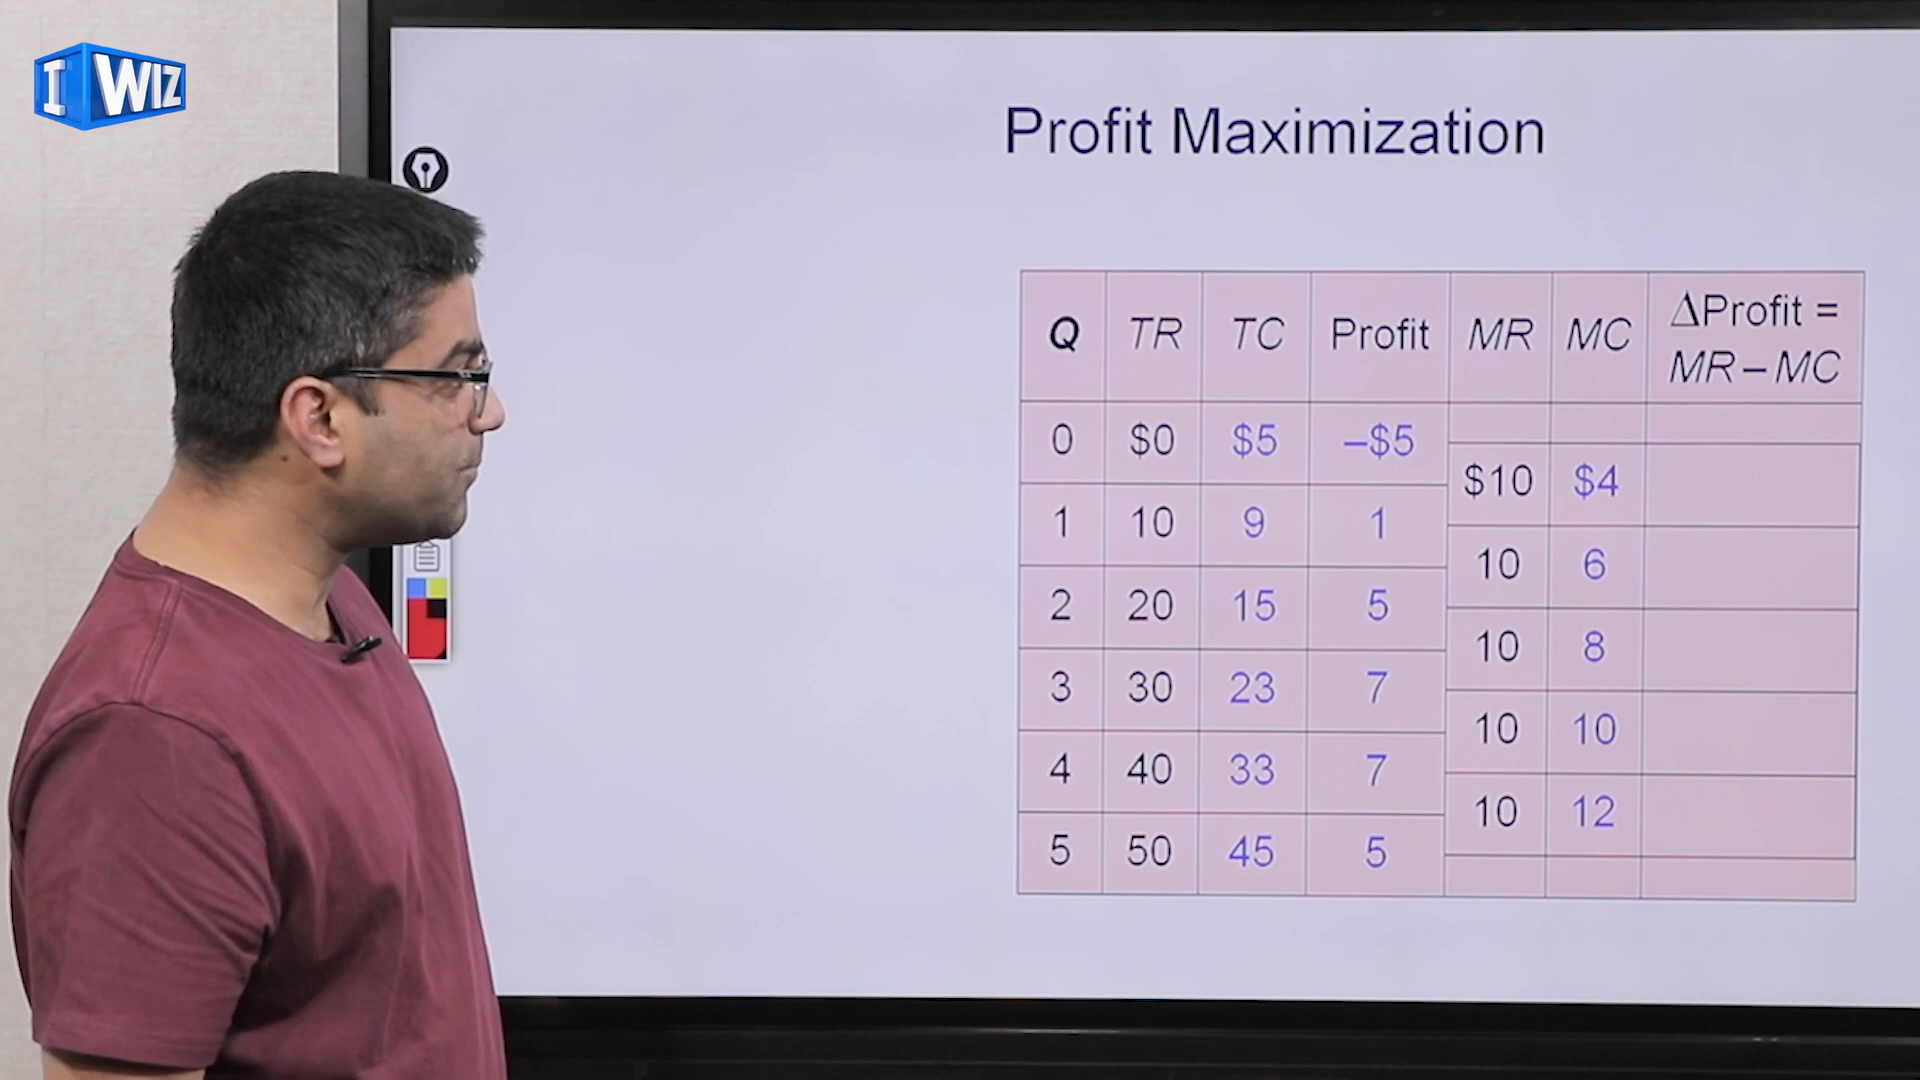 I WIZ
Profit Maximization
Q TR TC Profit MR MC ΔProfit =
MR – MC
0 $0 $5 –$5
$10 $4
1 10 9 1
10 6
2 20 15 5
10 8
3 30 23 7
10 10
4 40 33 7
10 12
5 50 45 5